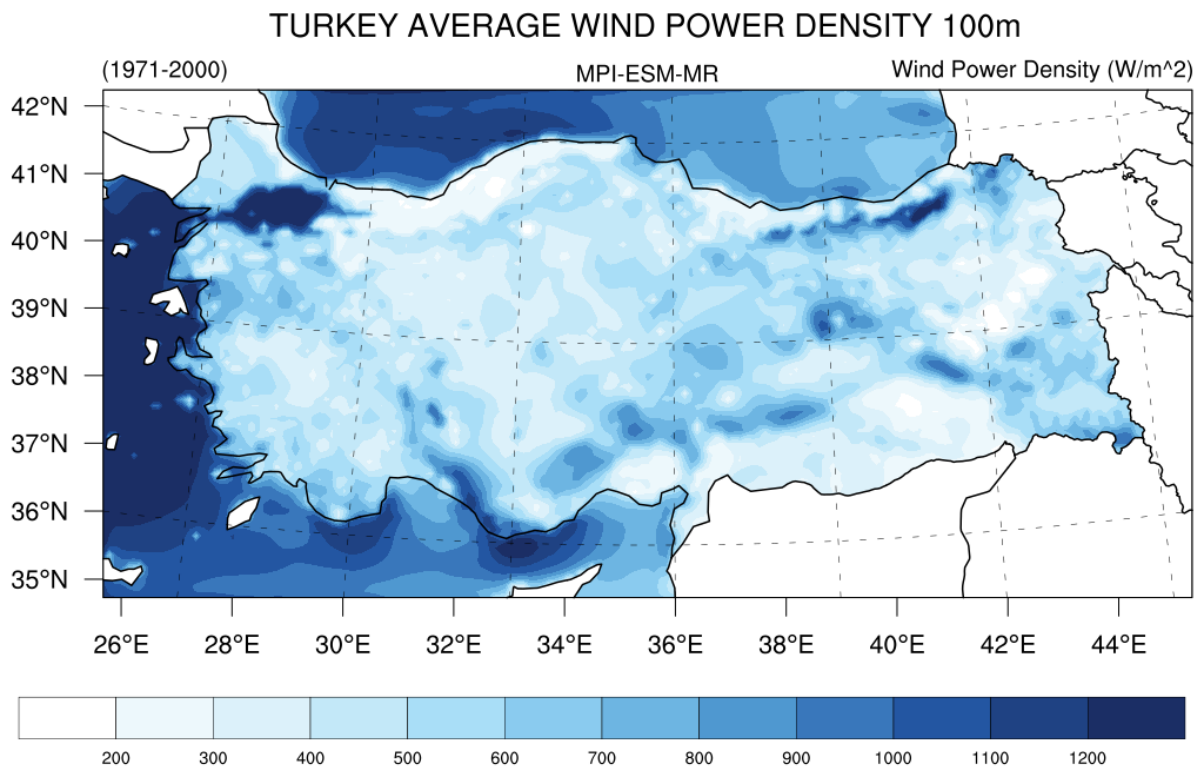 TURKEY AVERAGE WIND POWER DENSITY 100m
(1971-2000) MPI-ESM-MR Wind Power Density (W/m^2)
42°N
41°N
40°N
39°N
38°N
37°N
36°N
35°N
26°E 28°E 30°E 32°E 34°E 36°E 38°E 40°E 42°E 44°E
200 300 400 500 600 700 800 900 1000 1100 1200